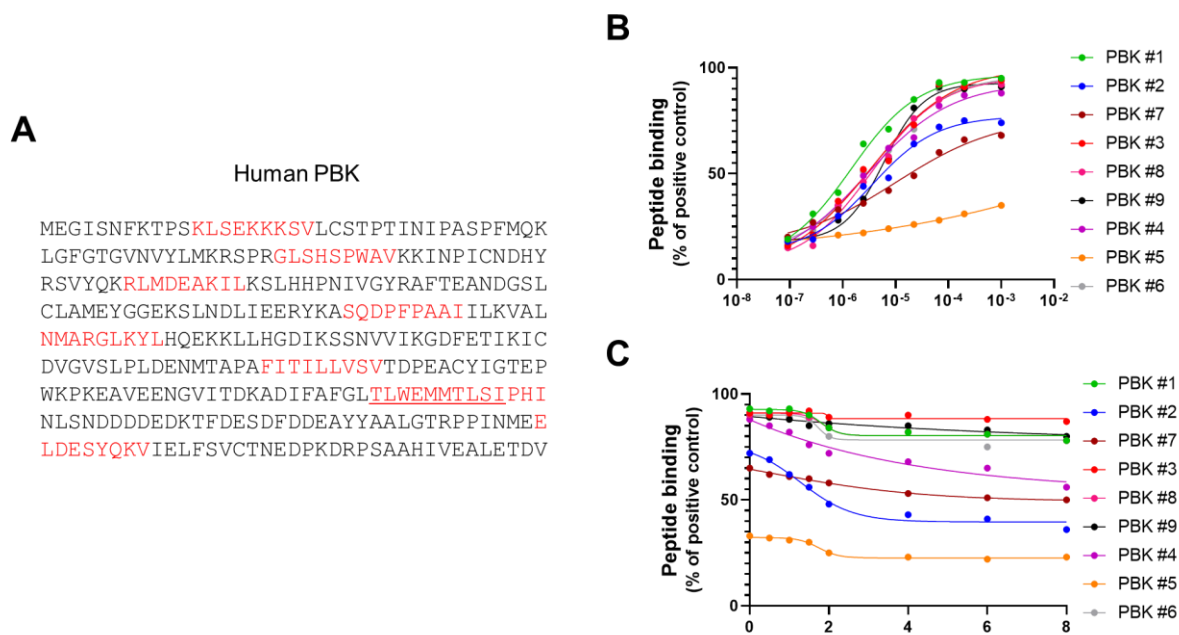 A
Human PBK
MEGISNFKTPSKLSEKKKSVLCSTPTINIPASPFMQK
LGFGTGVNVYLMKRSPRGLSHSPWAVKKINPICNDHY
RSVYQKRLMDEAKILKSLHHPNIVGYRAFTEANDGSL
CLAMEYGGEKSLNDLIEERYKASQDPFPAAIILKVAL
NMARGLKYLHQEKKLLHGDIKSSNVVIKGDFETIKIC
DVGVSLPLDENMTAPAFITILLVSVTDPEACYIGTEP
WKPKEAVEENGVITDKADIFAFGLTLWEMMTLSIPHI
NLSNDDDDEDKTFDESDFDDEAYYAALGTRPPINMEE
LDESYQKVIELFSVCTNEDPKDRPSAAHIVEALETDV
B
Peptide binding
(% of positive control)
100
50
0
10-8 10-7 10-6 10-5 10-4 10-3 10-2
PBK #1
PBK #2
PBK #7
PBK #3
PBK #8
PBK #9
PBK #4
PBK #5
PBK #6
C
Peptide binding
(% of positive control)
100
50
0
0 2 4 6 8
PBK #1
PBK #2
PBK #7
PBK #3
PBK #8
PBK #9
PBK #4
PBK #5
PBK #6